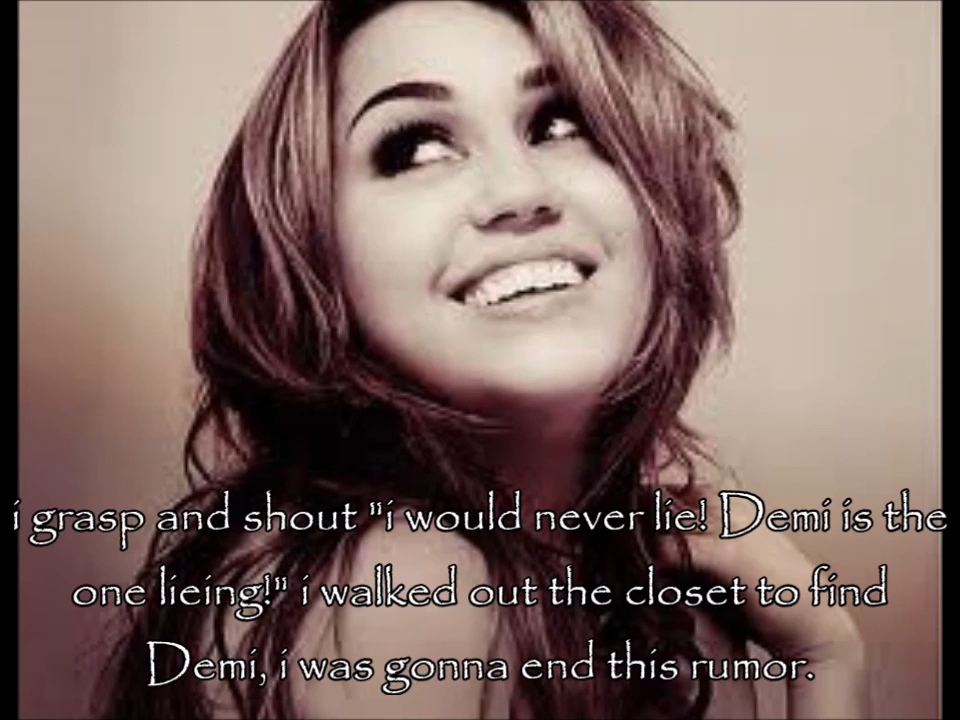 i grasp and shout "i would never lie! Demi is the
one lieing!" i walked out the closet to find
Demi, i was gonna end this rumor.